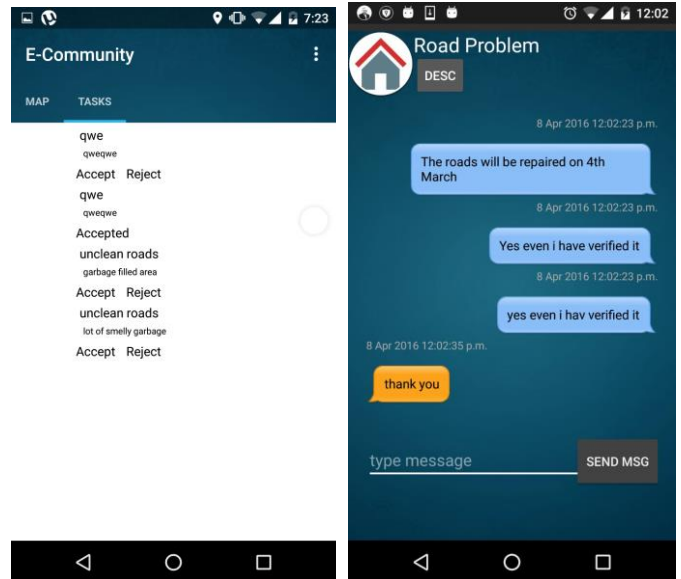 7:23
E-Community
MAP TASKS
qwe
qweqwe
Accept Reject
qwe
qweqwe
Accepted
unclean roads
garbage filled area
Accept Reject
unclean roads
lot of smelly garbage
Accept Reject
12:02
Road Problem
DESC
8 Apr 2016 12:02:23 p.m.
The roads will be repaired on 4th
March
8 Apr 2016 12:02:23 p.m.
Yes even i have verified it
8 Apr 2016 12:02:23 p.m.
yes even i hav verified it
8 Apr 2016 12:02:35 p.m.
thank you
type message SEND MSG